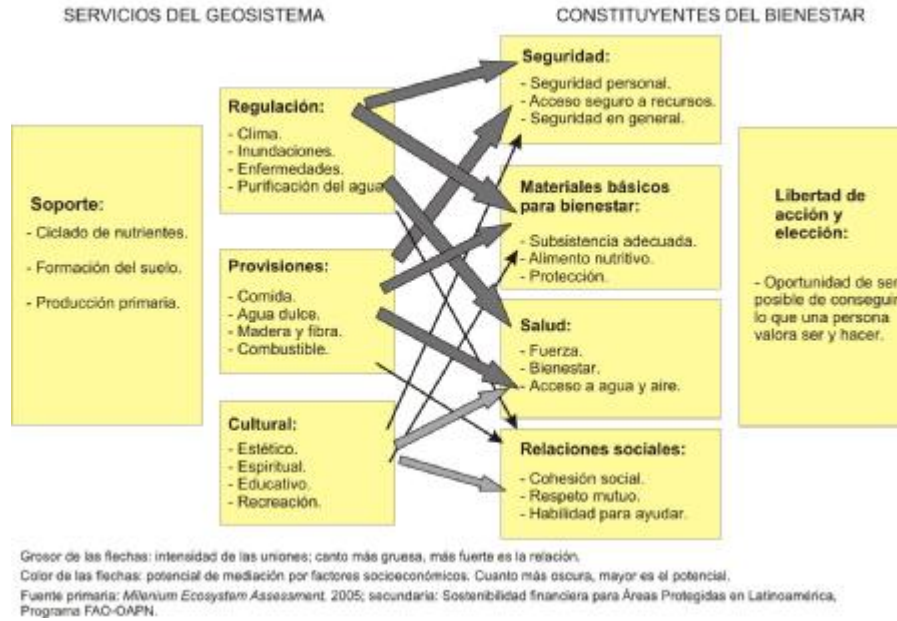 SERVICIOS DEL GEOSISTEMA
CONSTITUYENTES DEL BIENESTAR
Soporte:
- Ciclado de nutrientes.
- Formación del suelo.
- Producción primaria.
Regulación:
- Clima.
- Inundaciones.
- Enfermedades.
- Purificación del agua
Provisiones:
- Comida.
- Agua dulce.
- Madera y fibra.
- Combustible.
Cultural:
- Estético.
- Espiritual.
- Educativo.
- Recreación.
Seguridad:
- Seguridad personal.
- Acceso seguro a recursos.
- Seguridad en general.
Materiales básicos
para bienestar:
- Subsistencia adecuada.
- Alimento nutritivo.
- Protección.
Salud:
- Fuerza.
- Bienestar.
- Acceso a agua y aire.
Relaciones sociales:
- Cohesión social.
- Respeto mutuo.
- Habilidad para ayudar.
Libertad de
acción y
elección:
- Oportunidad de ser
posible de conseguir
lo que una persona
valora ser y hacer.
Grosor de las flechas: intensidad de las uniones; canto más gruesa, más fuerte es la relación.
Color de las flechas: potencial de mediación por factores socioeconómicos. Cuanto más oscura, mayor es el potencial.
Fuente primaria: Milenium Ecosystem Assessment, 2005; secundaria: Sostenibilidad financiera para Áreas Protegidas en Latinoamérica,
Programa FAO-OAPN.